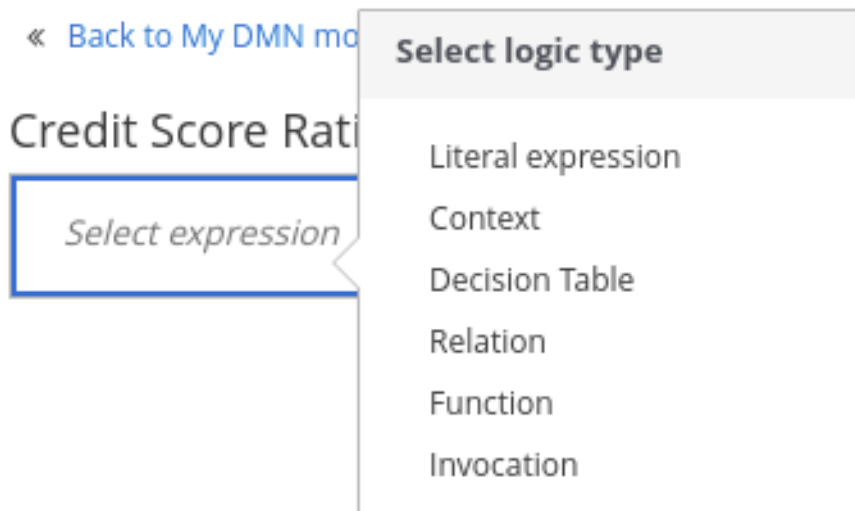 « Back to My DMN mo
Select logic type
Credit Score Rati
Select expression
Literal expression
Context
Decision Table
Relation
Function
Invocation